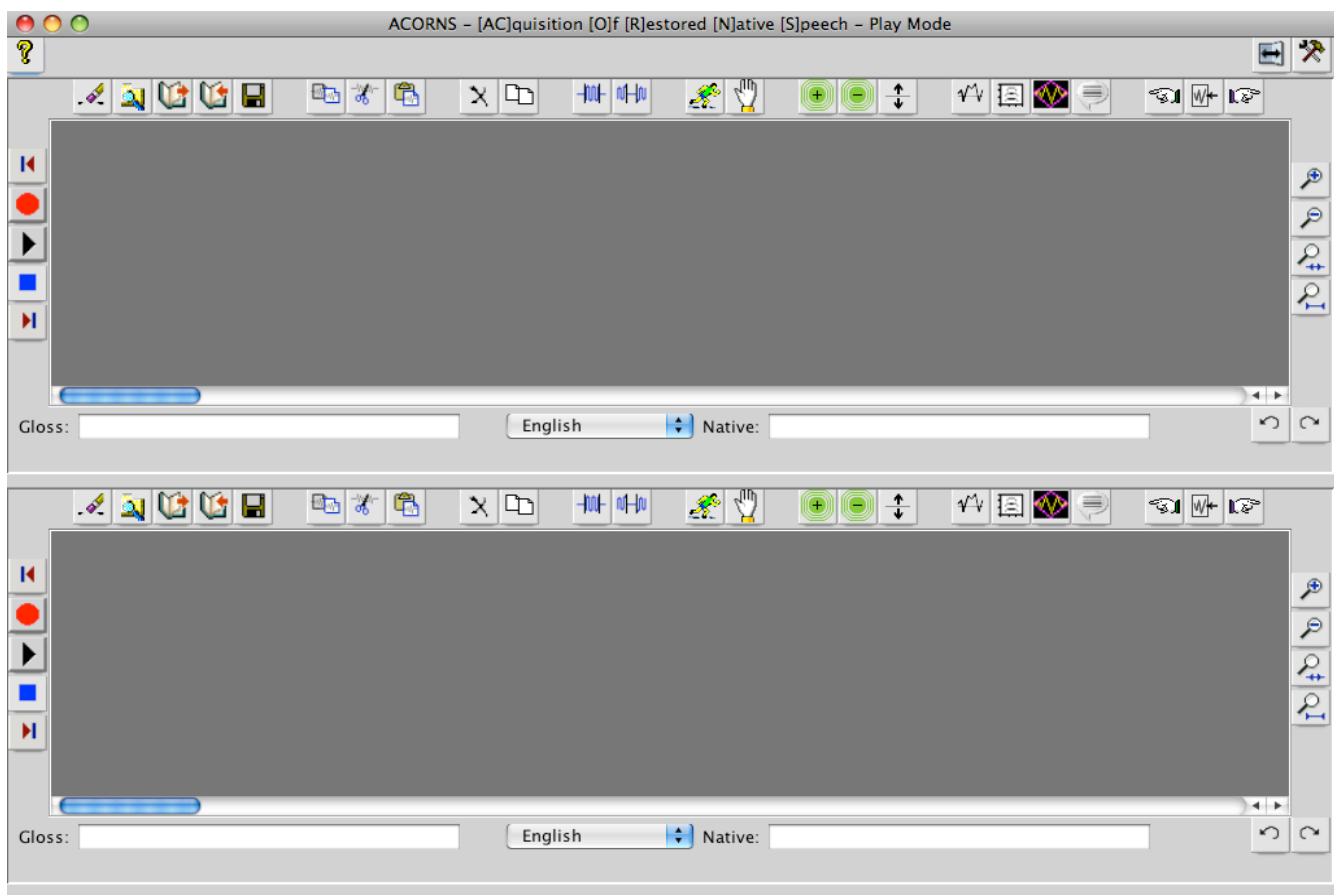 ACORNS – [AC]quisition [O]f [R]estored [N]ative [S]peech – Play Mode
Gloss: English Native:
Gloss: English Native: